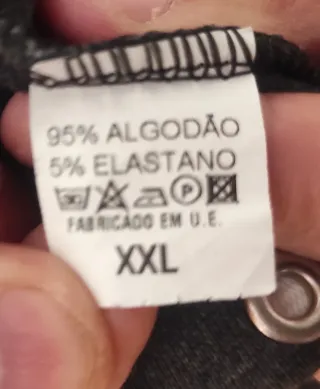 95% ALGODÃO
5% ELASTANO
P
FABRICADO EM U.E.
XXL